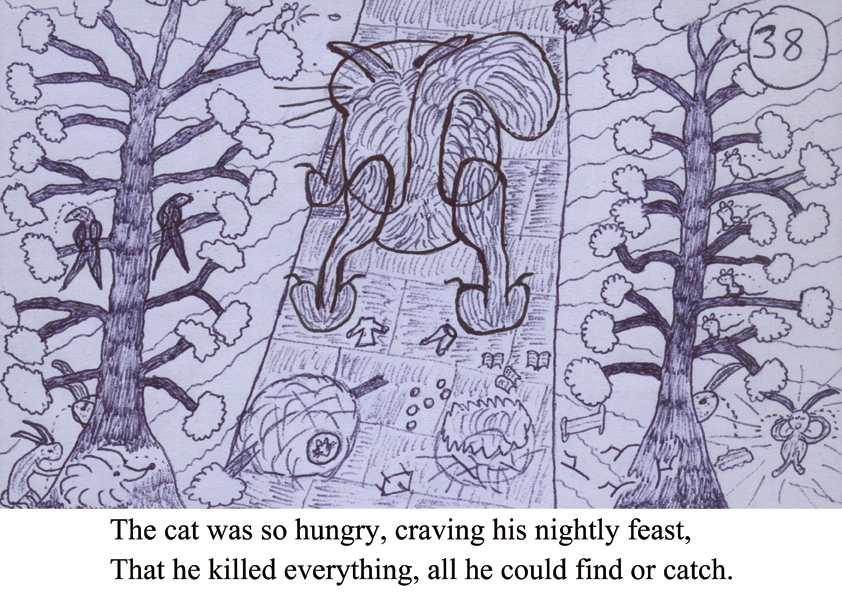 38
The cat was so hungry, craving his nightly feast,
That he killed everything, all he could find or catch.